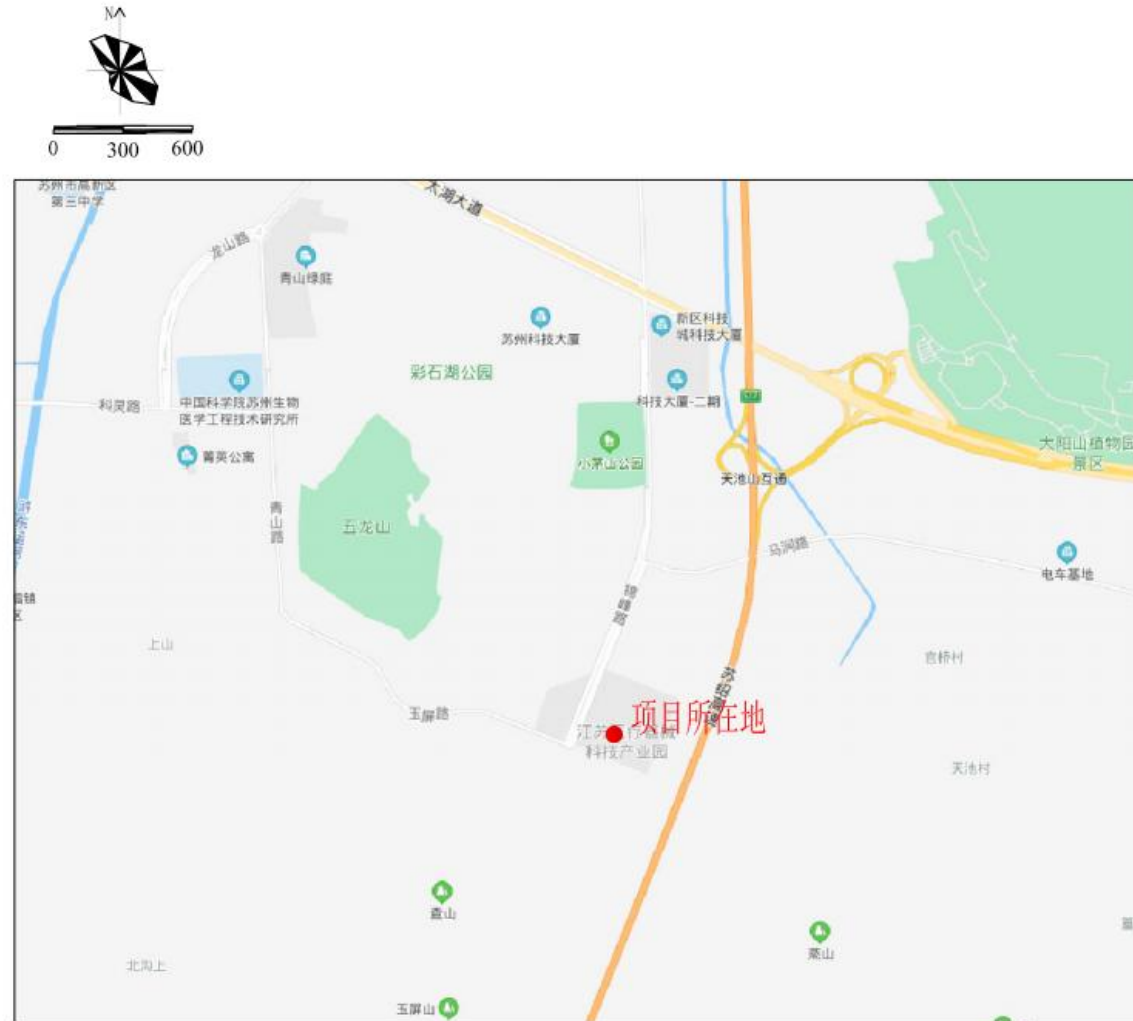 N
0 300 600
苏州市高新区
第三中学
太湖大道
龙山路
青山绿庭
新区科技
城科技大厦
苏州科技大厦
彩石湖公园
科技大厦-二期
中国科学院苏州生物
医学工程技术研究所
科灵路
小茅山公园
大阳山植物园
景区
菁英公寓
天池山互通
青山路
五龙山
马涧路
电车基地
锦峰路
上山
官桥村
玉屏路
项目所在地
科技产业园
天池村
北沟上
玉屏山